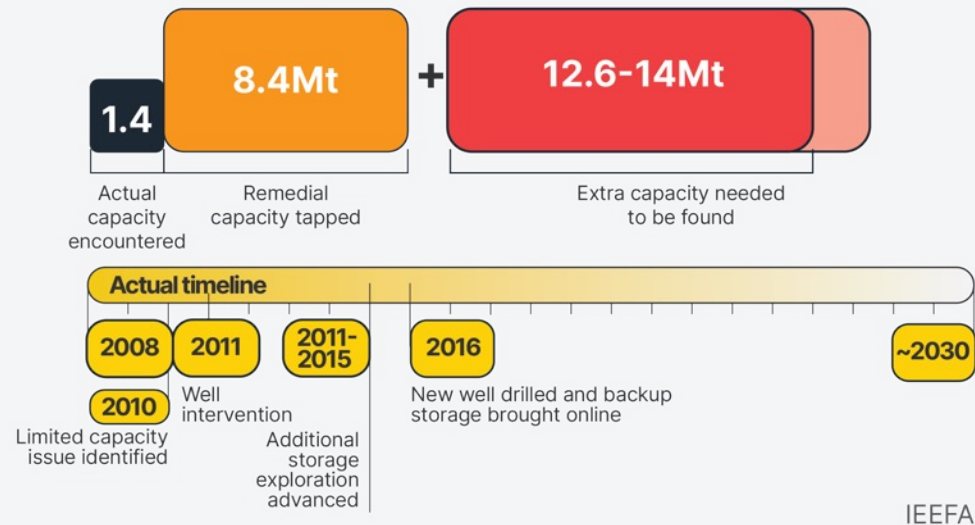 1.4
8.4Mt
+
12.6-14Mt
Actual
capacity
encountered
Remedial
capacity tapped
Extra capacity needed
to be found
Actual timeline
2008
2010
Limited capacity
issue identified
2011
Well
intervention
2011-
2015
Additional
storage
exploration
advanced
2016
New well drilled and backup
storage brought online
~2030
IEEFA